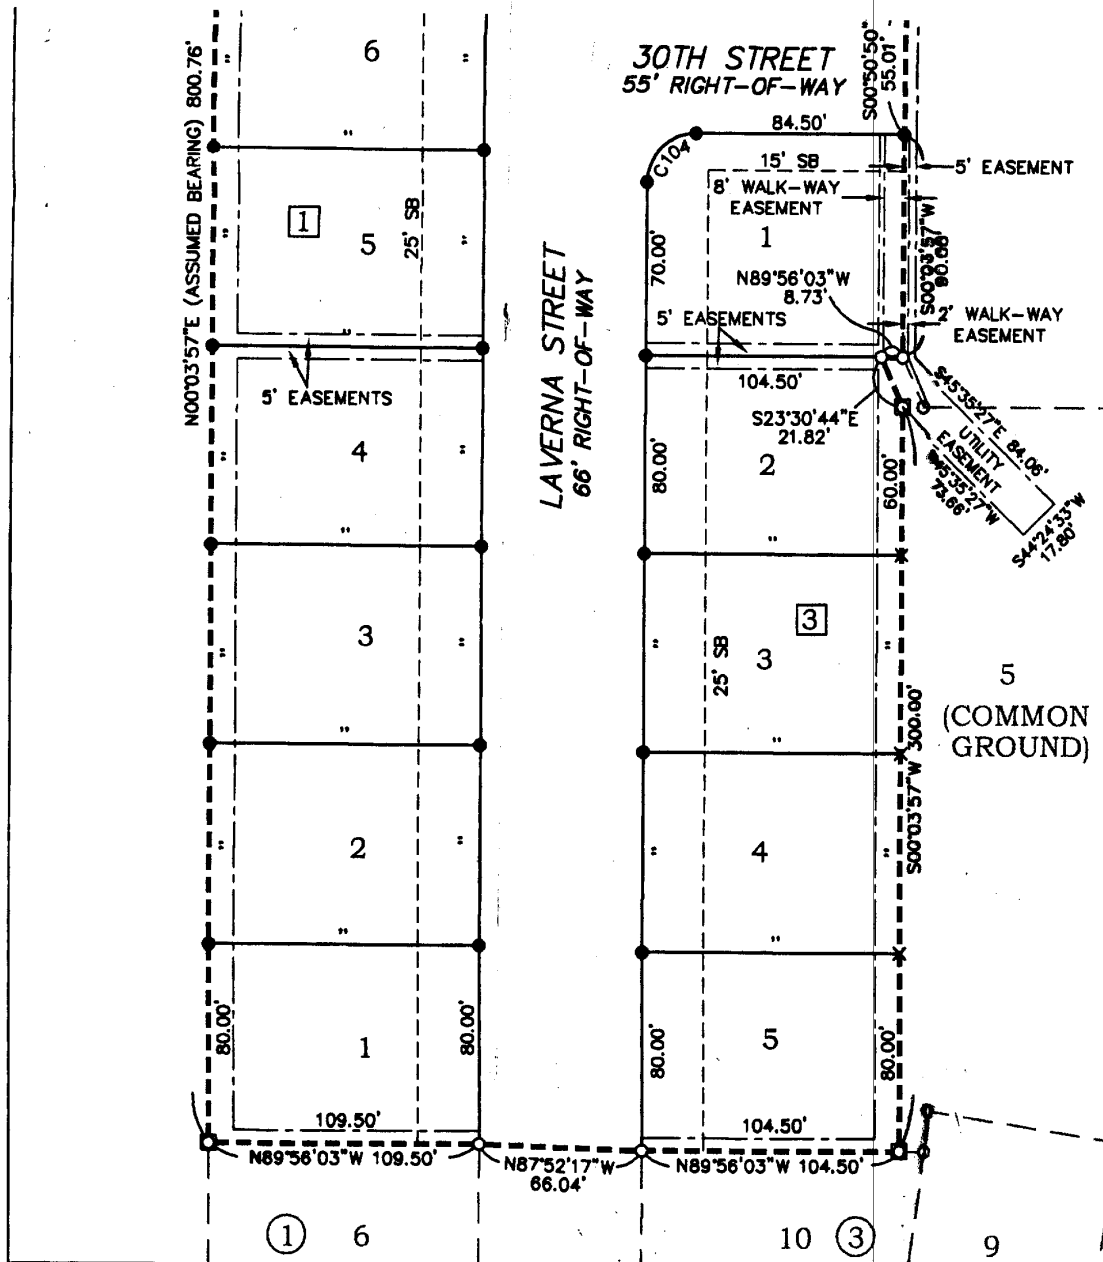 6
N00°03'57"E (ASSUMED BEARING) 800.76'
"
"
"
30TH STREET
55' RIGHT-OF-WAY
S00°50'50"
55.01'
84.50'
C104
15' SB
5' EASEMENT
8' WALK-WAY
EASEMENT
1
5
"
"
25' SB
"
1
70.00'
S00°03'57"W
N89°56'03"W
8.73'
5' EASEMENTS
2' WALK-WAY
EASEMENT
LAVERNA STREET
66' RIGHT-OF-WAY
5' EASEMENTS
104.50'
S23°30'44"E
21.82'
S45°35'27"E 84.06'
UTILITY
EASEMENT
N45°35'27"W
73.66'
S44°24'33"W
17.80'
4
"
"
"
80.00'
2
60.00'
"
3
"
"
"
3
"
25' SB
3
"
"
5
(COMMON
GROUND)
S00°03'57"W 300.00'
2
"
"
"
"
4
"
"
80.00'
1
80.00'
109.50'
80.00'
5
80.00'
104.50'
N89°56'03"W 109.50'
N87°52'17"W
66.04'
N89°56'03"W 104.50'
1
6
10
3
9